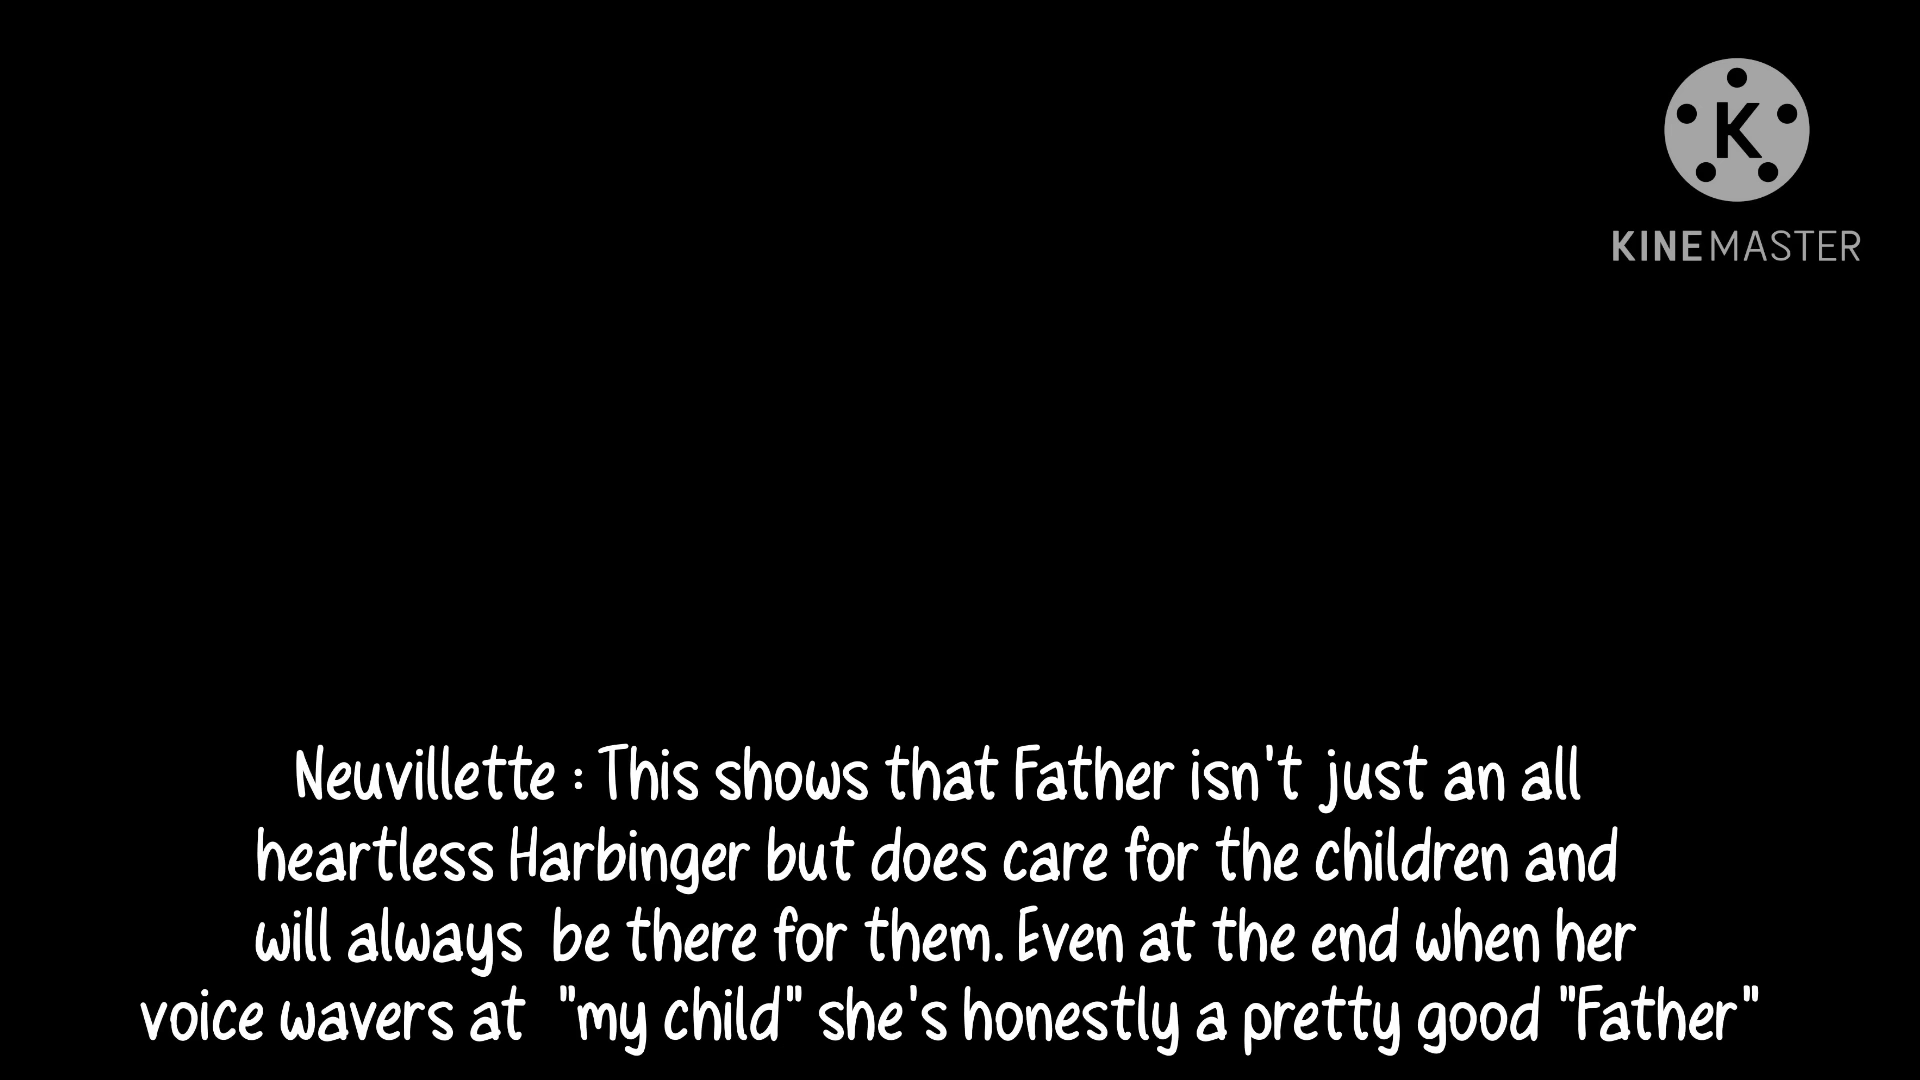 K
KINEMASTER
Neuvillette : This shows that Father isn't just an all
heartless Harbinger but does care for the children and
will always  be there for them. Even at the end when her
voice wavers at  "my child" she's honestly a pretty good "Father"